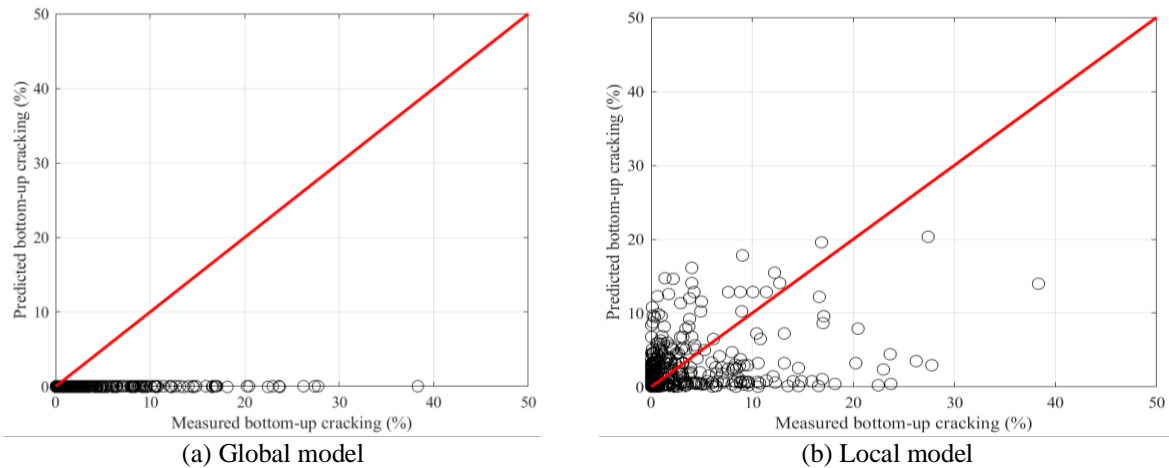 50
40
30
20
10
0
Predicted bottom-up cracking (%)
0 10 20 30 40 50
Measured bottom-up cracking (%)
(a) Global model
50
40
30
20
10
0
Predicted bottom-up cracking (%)
0 10 20 30 40 50
Measured bottom-up cracking (%)
(b) Local model